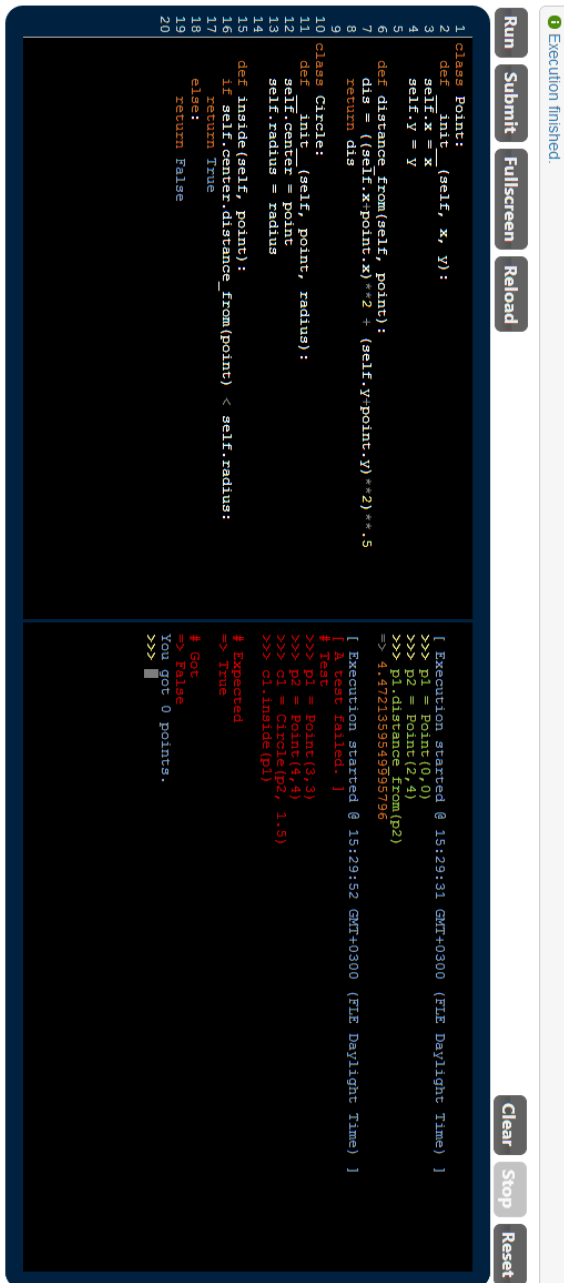 Execution finished.
Run Submit Fullscreen Reload Clear Stop Reset
1 class Point:
2 def __init__(self, x, y):
3 self.x = x
4 self.y = y
5
6 def distance_from(self, point):
7 dis = ((self.x+point.x)**2 + (self.y+point.y)**2)**.5
8 return dis
9
10 class Circle:
11 def __init__(self, point, radius):
12 self.center = point
13 self.radius = radius
14
15 def inside(self, point):
16 if self.center.distance_from(point) < self.radius:
17 return True
18 else:
19 return False
20
[ Execution started @ 15:29:31 GMT+0300 (FLE Daylight Time) ]
>>> p1 = Point(0,0)
>>> p2 = Point(2,4)
>>> p1.distance_from(p2)
=> 4.47213595499995796
[ Execution started @ 15:29:52 GMT+0300 (FLE Daylight Time) ]
[ A test failed. ]
# Test
>>> p1 = Point(3,3)
>>> p2 = Point(4,4)
>>> c1 = Circle(p2, 1.5)
>>> c1.inside(p1)
# Expected
=> True
# Got
=> False
You got 0 points.
>>>